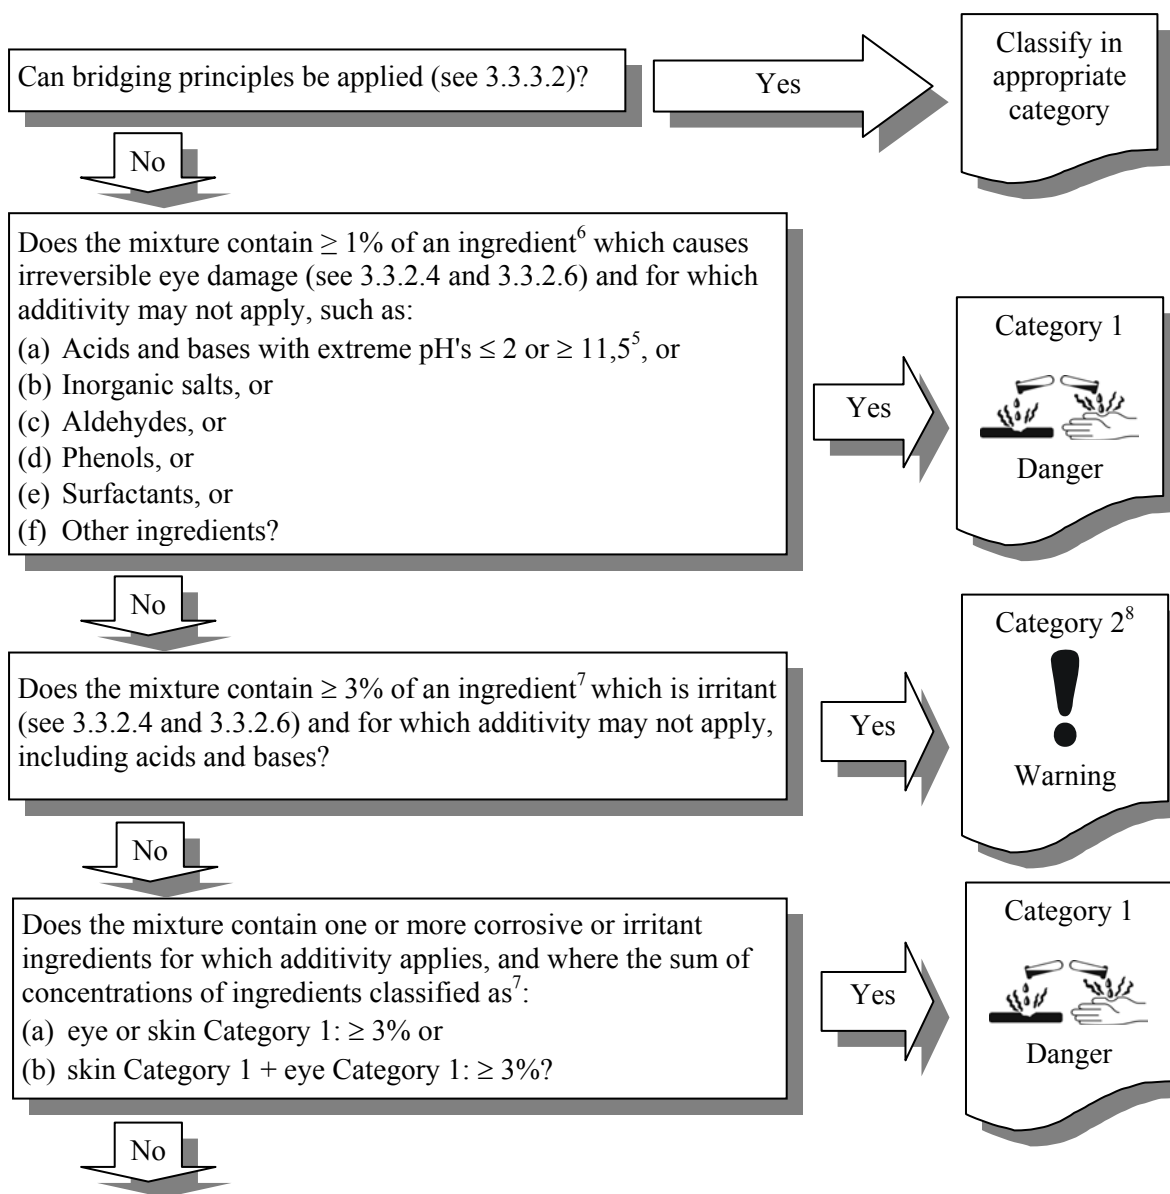 Can bridging principles be applied (see 3.3.3.2)?
Yes
Classify in
appropriate
category
No
Does the mixture contain ≥ 1% of an ingredient⁶ which causes
irreversible eye damage (see 3.3.2.4 and 3.3.2.6) and for which
additivity may not apply, such as:
(a) Acids and bases with extreme pH's ≤ 2 or ≥ 11,5⁵, or
(b) Inorganic salts, or
(c) Aldehydes, or
(d) Phenols, or
(e) Surfactants, or
(f) Other ingredients?
Yes
Category 1
Danger
No
Does the mixture contain ≥ 3% of an ingredient⁷ which is irritant
(see 3.3.2.4 and 3.3.2.6) and for which additivity may not apply,
including acids and bases?
Yes
Category 2⁸
Warning
No
Does the mixture contain one or more corrosive or irritant
ingredients for which additivity applies, and where the sum of
concentrations of ingredients classified as⁷:
(a) eye or skin Category 1: ≥ 3% or
(b) skin Category 1 + eye Category 1: ≥ 3%?
Yes
Category 1
Danger
No